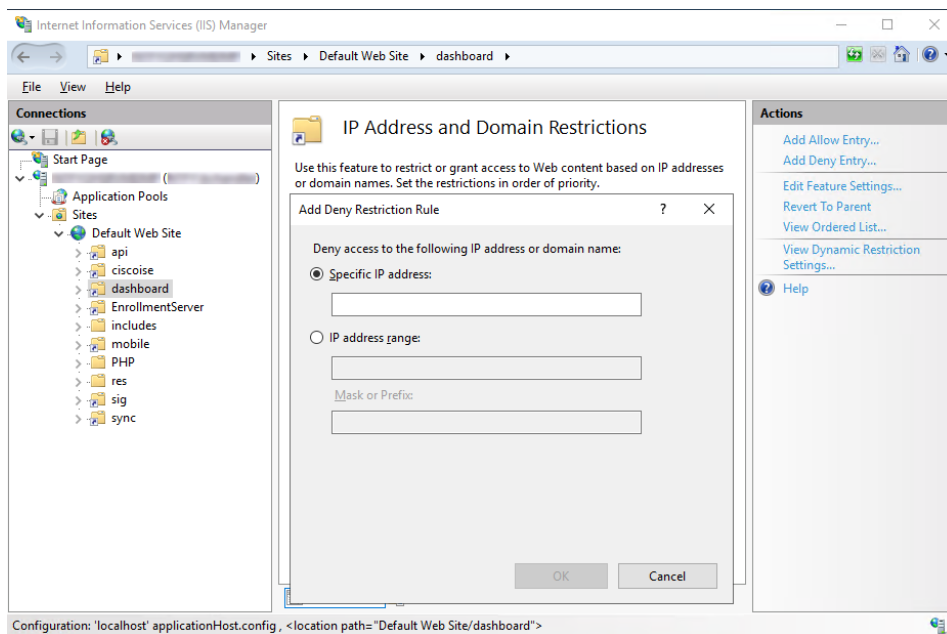 Internet Information Services (IIS) Manager
Sites
Default Web Site
dashboard
File View Help
Connections
Start Page
Application Pools
Sites
Default Web Site
api
ciscoise
dashboard
EnrollmentServer
includes
mobile
PHP
res
sig
sync
IP Address and Domain Restrictions
Use this feature to restrict or grant access to Web content based on IP addresses
or domain names. Set the restrictions in order of priority.
Add Deny Restriction Rule
?
Deny access to the following IP address or domain name:
Specific IP address:
IP address range:
Mask or Prefix:
OK Cancel
Actions
Add Allow Entry...
Add Deny Entry...
Edit Feature Settings...
Revert To Parent
View Ordered List...
View Dynamic Restriction
Settings...
Help
Configuration: 'localhost' applicationHost.config , <location path="Default Web Site/dashboard">